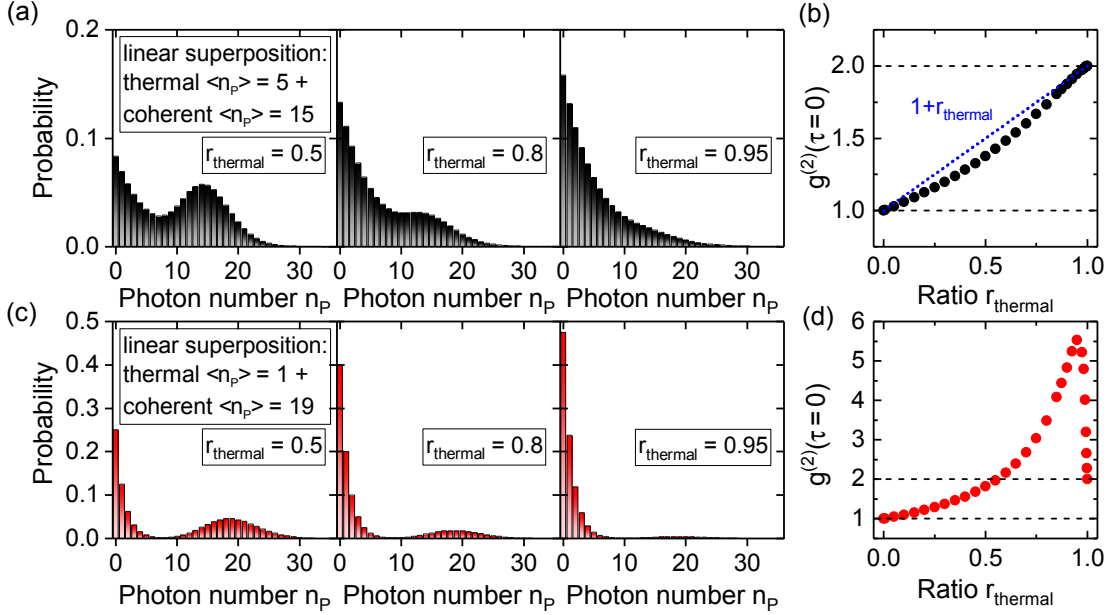 (a)
0.2
0.1
0.0
Probability
linear superposition:
thermal <n_P> = 5 +
coherent <n_P> = 15
r_thermal = 0.5
r_thermal = 0.8
r_thermal = 0.95
0 10 20 30
0 10 20 30
0 10 20 30
Photon number n_P
Photon number n_P
Photon number n_P
(b)
2.0
1.5
1.0
g^(2)(τ=0)
1+r_thermal
0.0 0.5 1.0
Ratio r_thermal
(c)
0.5
0.4
0.3
0.2
0.1
0.0
Probability
linear superposition:
thermal <n_P> = 1 +
coherent <n_P> = 19
r_thermal = 0.5
r_thermal = 0.8
r_thermal = 0.95
0 10 20 30
0 10 20 30
0 10 20 30
Photon number n_P
Photon number n_P
Photon number n_P
(d)
6
5
4
3
2
1
g^(2)(τ=0)
0.0 0.5 1.0
Ratio r_thermal